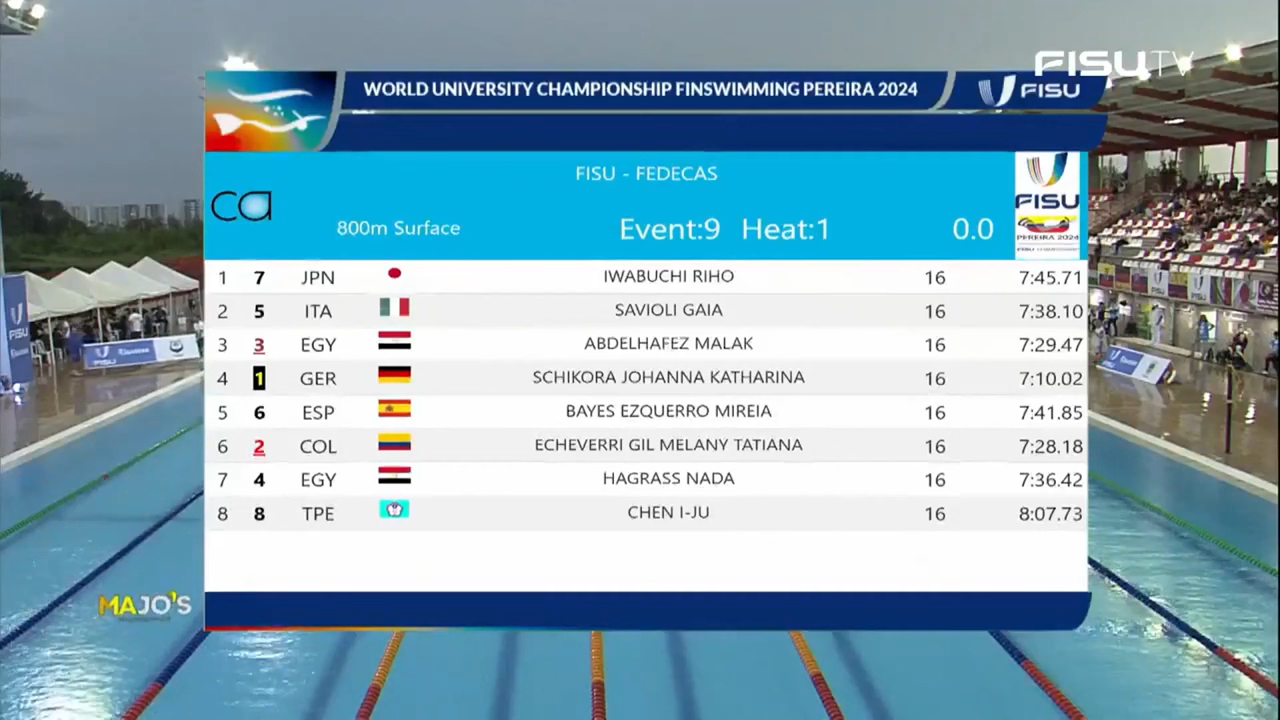 FISU TV
WORLD UNIVERSITY CHAMPIONSHIP FINSWIMMING PEREIRA 2024
FISU
FISU - FEDECAS
ca
800m Surface Event:9 Heat:1 0.0
FISU
PEREIRA 2024
1 7 JPN IWABUCHI RIHO 16 7:45.71
2 5 ITA SAVIOLI GAIA 16 7:38.10
3 3 EGY ABDELHAFEZ MALAK 16 7:29.47
4 1 GER SCHIKORA JOHANNA KATHARINA 16 7:10.02
5 6 ESP BAYES EZQUERRO MIREIA 16 7:41.85
6 2 COL ECHEVERRI GIL MELANY TATIANA 16 7:28.18
7 4 EGY HAGRASS NADA 16 7:36.42
8 8 TPE CHEN I-JU 16 8:07.73
FISU
MAJO'S